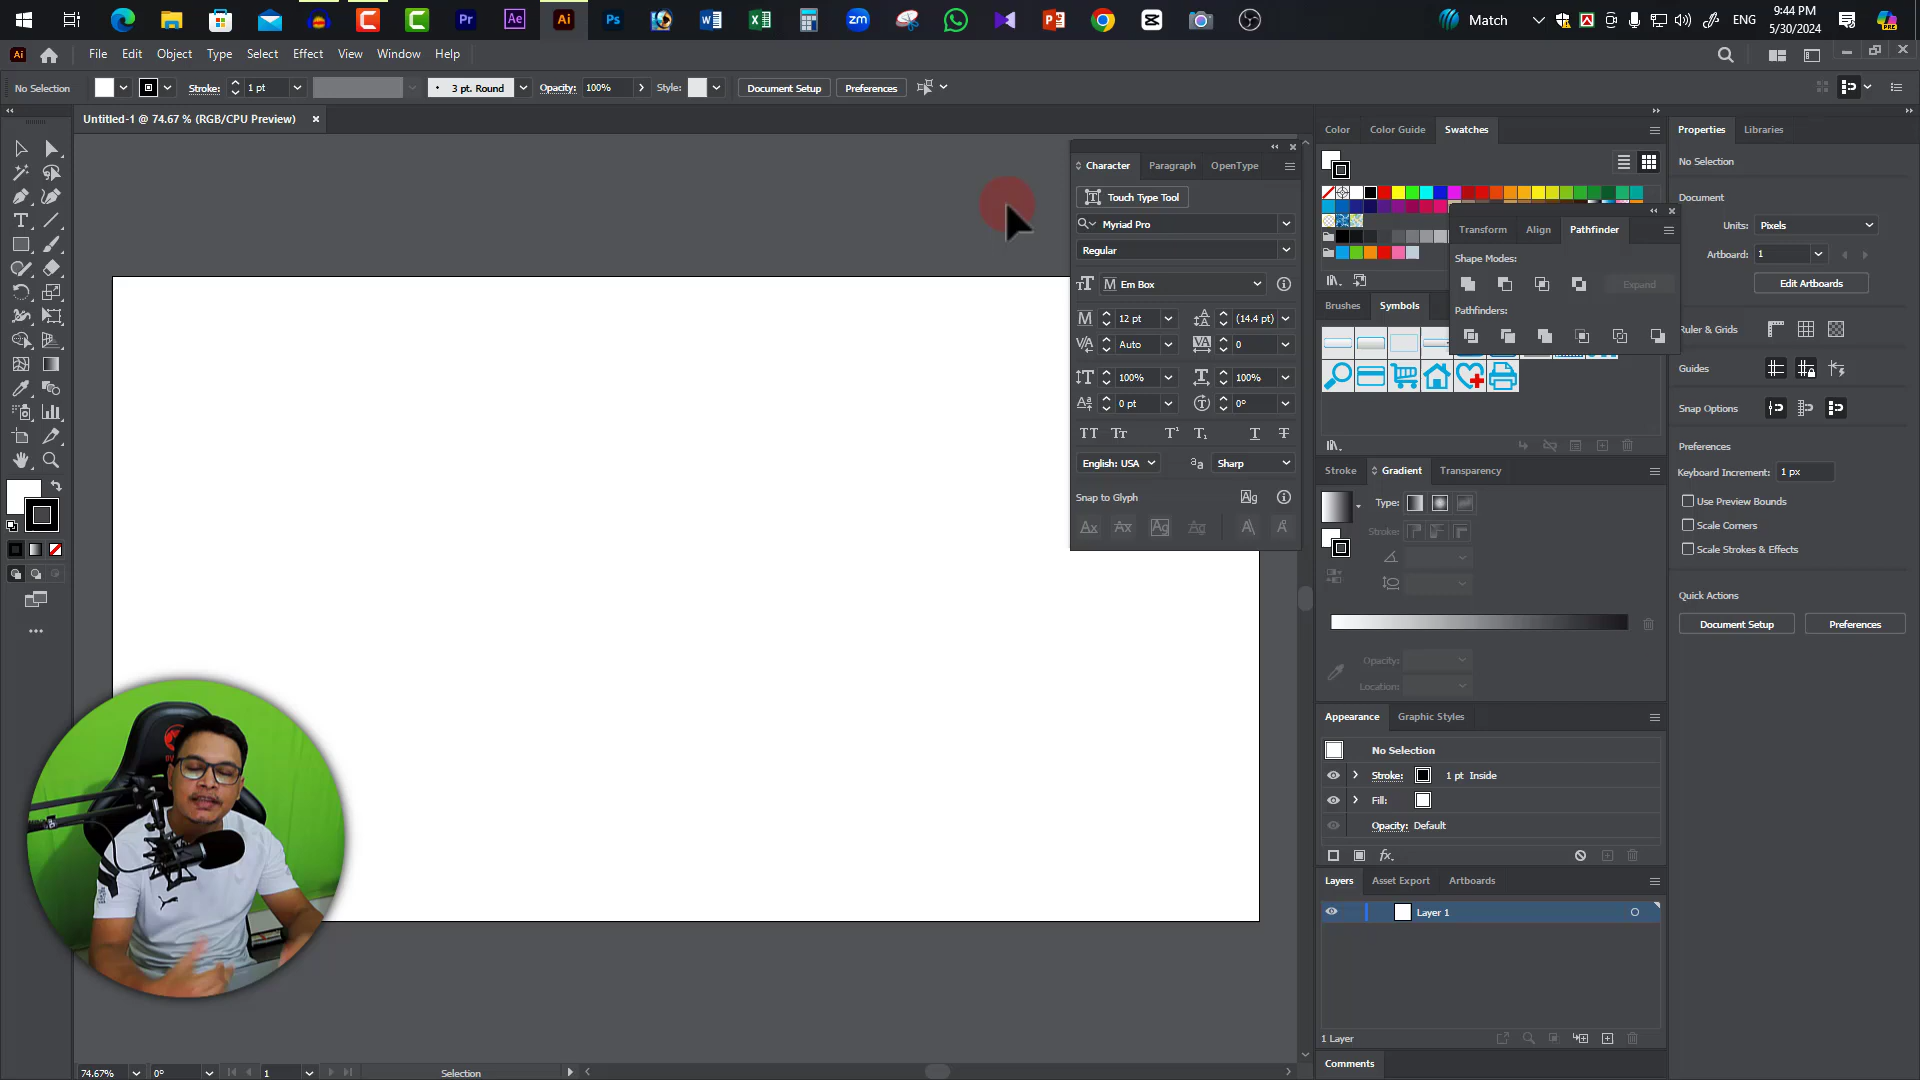 Match
ENG
9:44 PM
5/30/2024
File Edit Object Type Select Effect View Window Help
No Selection
Stroke:
1 pt
3 pt. Round
Opacity:
100%
Style:
Document Setup
Preferences
Untitled-1 @ 74.67 % (RGB/CPU Preview)
Character
Paragraph
OpenType
Touch Type Tool
Myriad Pro
Regular
Em Box
12 pt
(14.4 pt)
Auto
0
100%
100%
0 pt
0°
English: USA
Sharp
Snap to Glyph
Color
Color Guide
Swatches
Transform
Align
Pathfinder
Shape Modes:
Expand
Pathfinders:
Brushes
Symbols
Stroke
Gradient
Transparency
Type:
Stroke:
Opacity:
Location:
Appearance
Graphic Styles
No Selection
Stroke:
1 pt Inside
Fill:
Opacity: Default
Layers
Asset Export
Artboards
Layer 1
1 Layer
Comments
Properties
Libraries
No Selection
Document
Units:
Pixels
Artboard:
1
Edit Artboards
Ruler & Grids
Guides
Snap Options
Preferences
Keyboard Increment:
1 px
Use Preview Bounds
Scale Corners
Scale Strokes & Effects
Quick Actions
Document Setup
Preferences
74.67%
0°
1
Selection